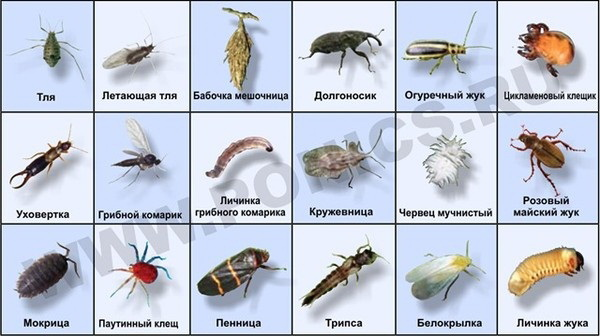 Тля
Летающая тля
Бабочка мешочница
Долгоносик
Огуречный жук
Цикламеновый клещик
Уховертка
Грибной комарик
Личинка
грибного комарика
Кружевница
Червец мучнистый
Розовый
майский жук
Мокрица
Паутинный клещ
Пенница
Трипса
Белокрылка
Личинка жука
WWW.POMCS.RU